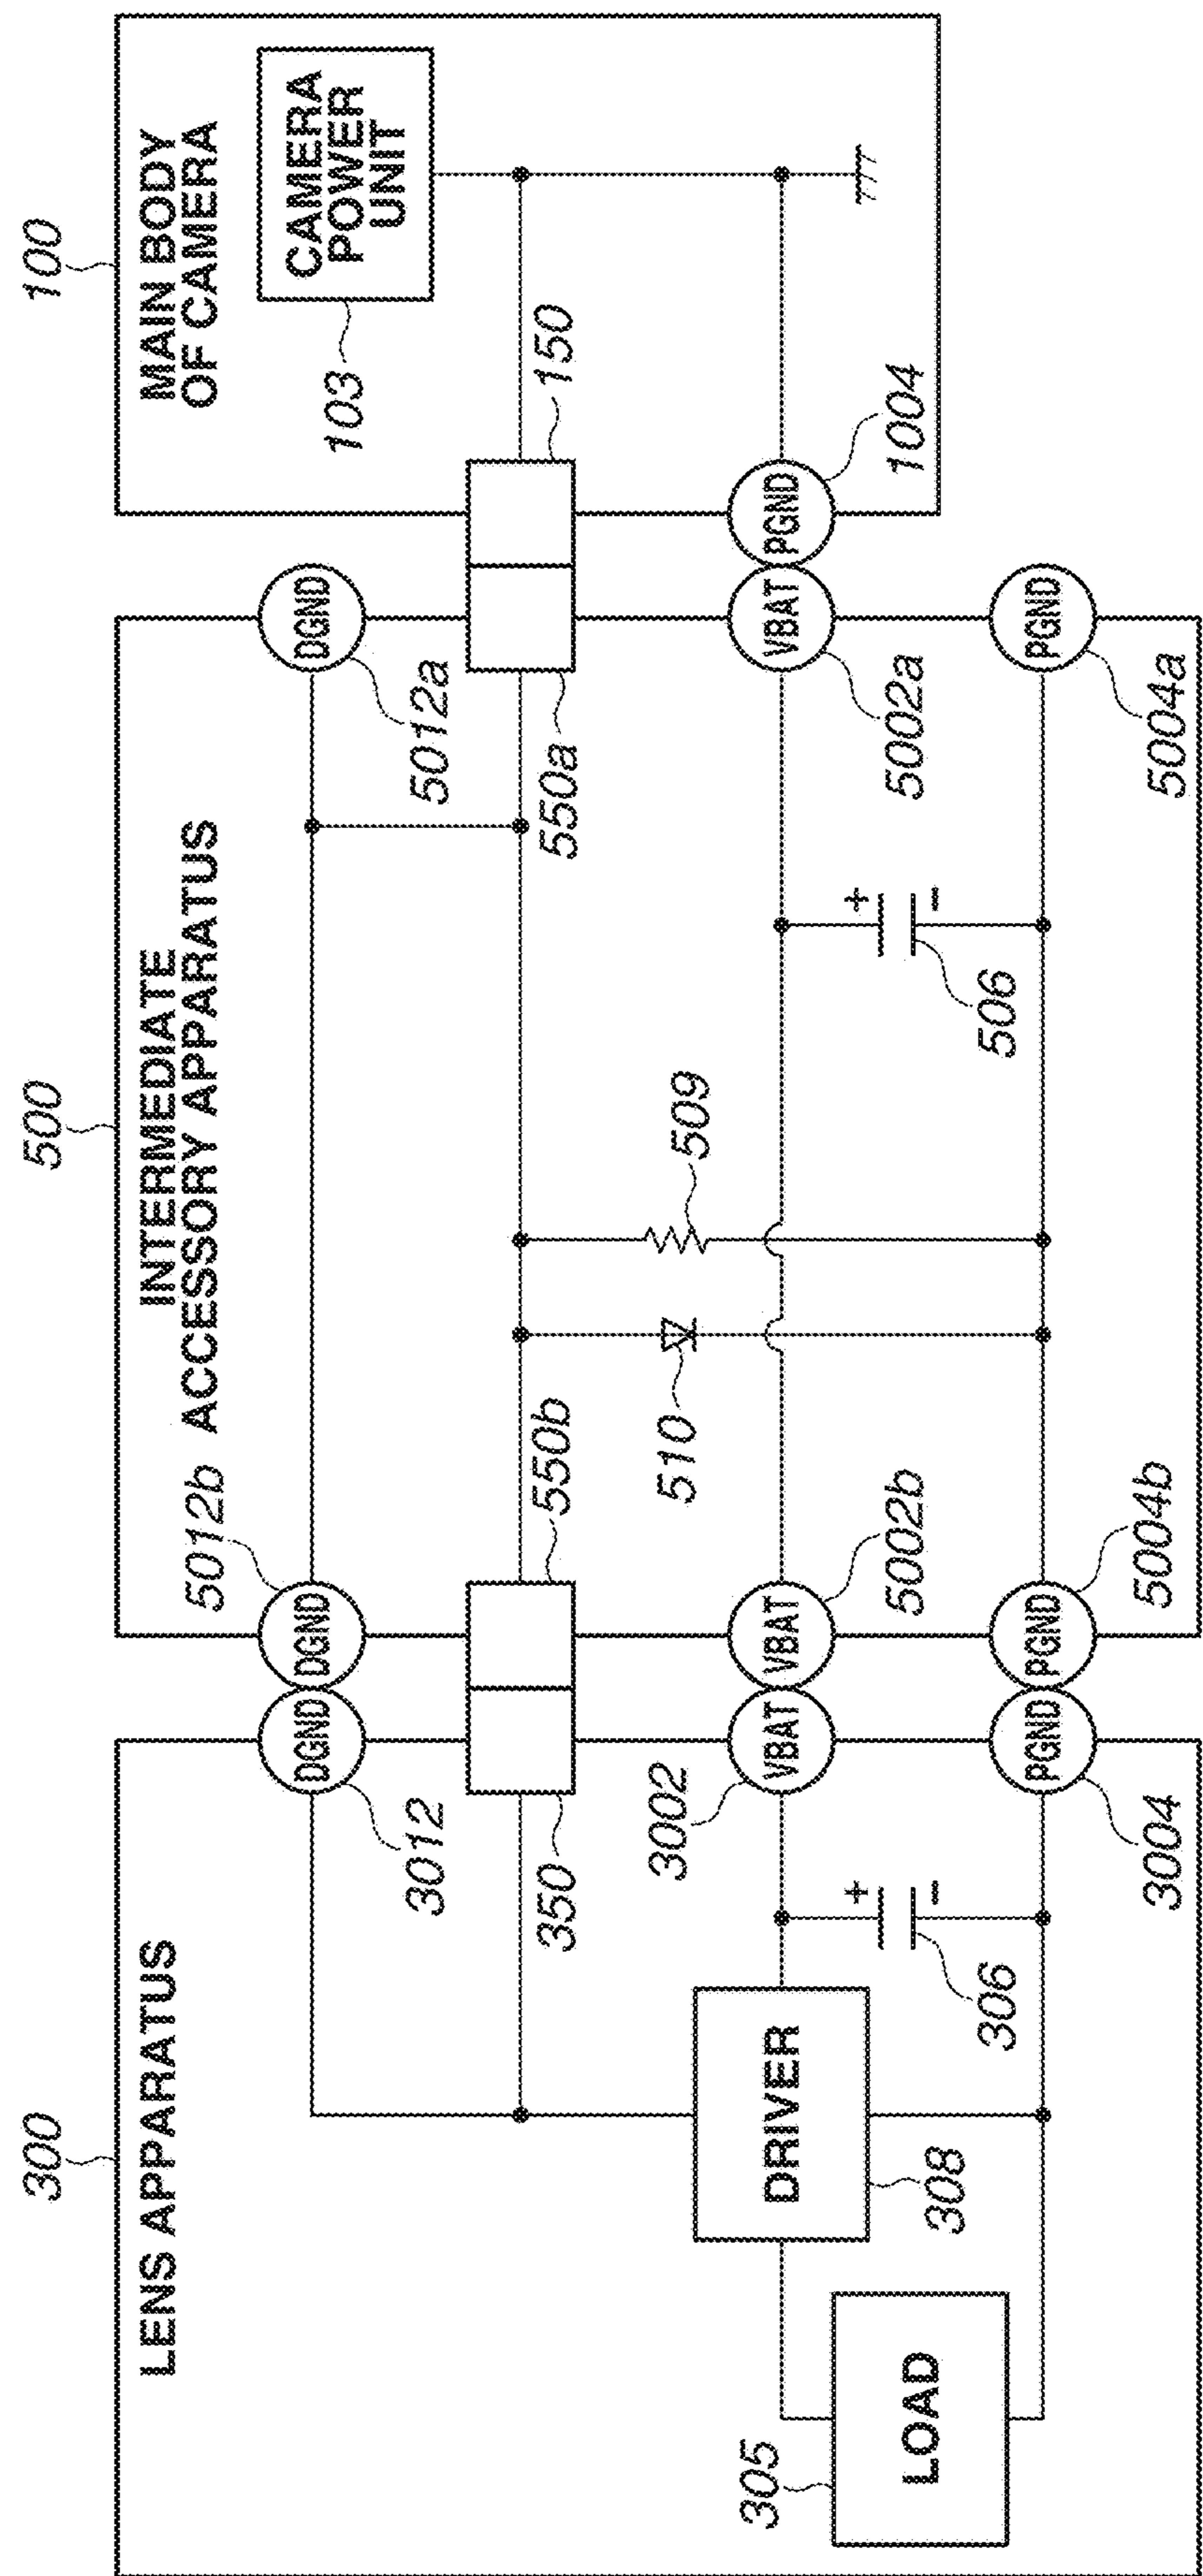 300
500
100
LENS APPARATUS
INTERMEDIATE
ACCESSORY APPARATUS
MAIN BODY
OF CAMERA
5012b
CAMERA
POWER
UNIT
103
DGND
DGND
DGND
3012
5012a
350
550b
550a
150
3002
510
509
VBAT
VBAT
VBAT
PGND
305
LOAD
DRIVER
308
+
−
306
5002b
+
−
506
5002a
1004
PGND
PGND
PGND
3004
5004b
5004a